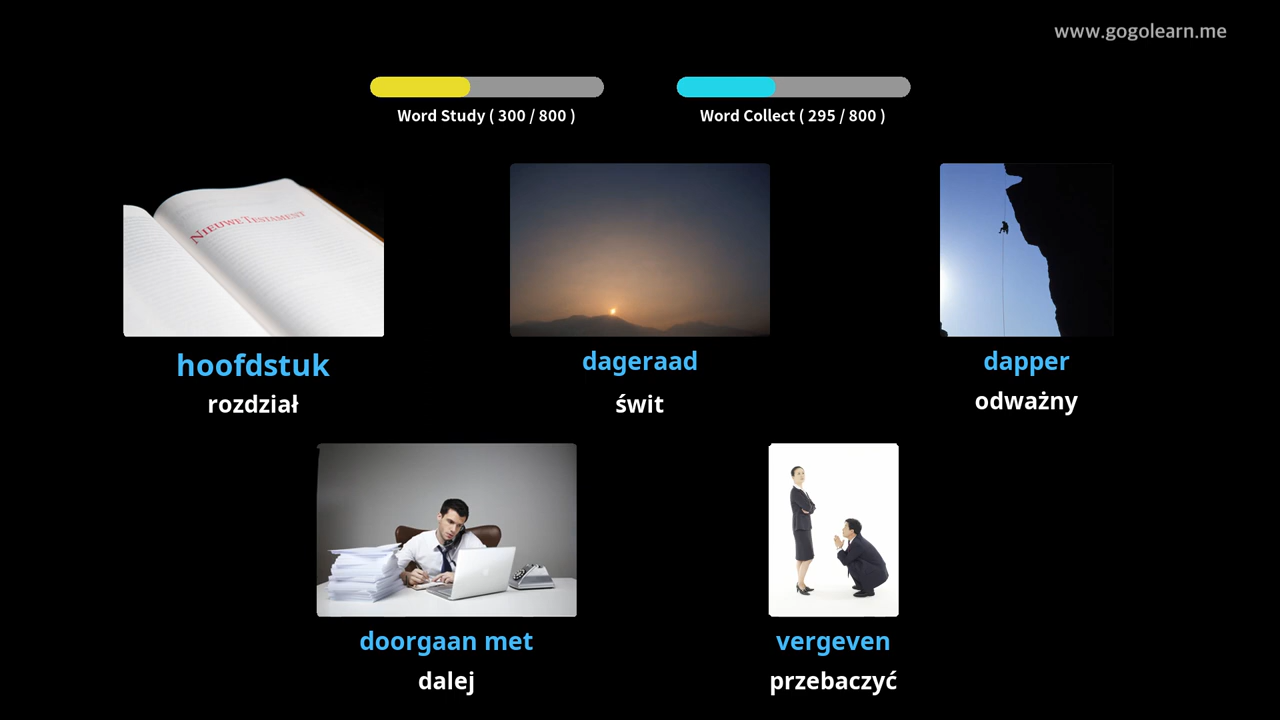 www.gogolearn.me
Word Study ( 300 / 800 )
Word Collect ( 295 / 800 )
NIEUWE TESTAMENT
hoofdstuk
rozdział
dageraad
świt
dapper
odważny
doorgaan met
dalej
vergeven
przebaczyć